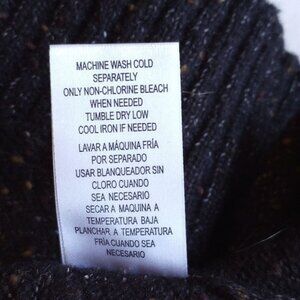 MACHINE WASH COLD
SEPARATELY
ONLY NON-CHLORINE BLEACH
WHEN NEEDED
TUMBLE DRY LOW
COOL IRON IF NEEDED
LAVAR A MÁQUINA FRÍA
POR SEPARADO
USAR BLANQUEADOR SIN
CLORO CUANDO
SEA NECESARIO
SECAR A MAQUINA A
TEMPERATURA BAJA
PLANCHAR A TEMPERATURA
FRÍA CUANDO SEA
NECESARIO